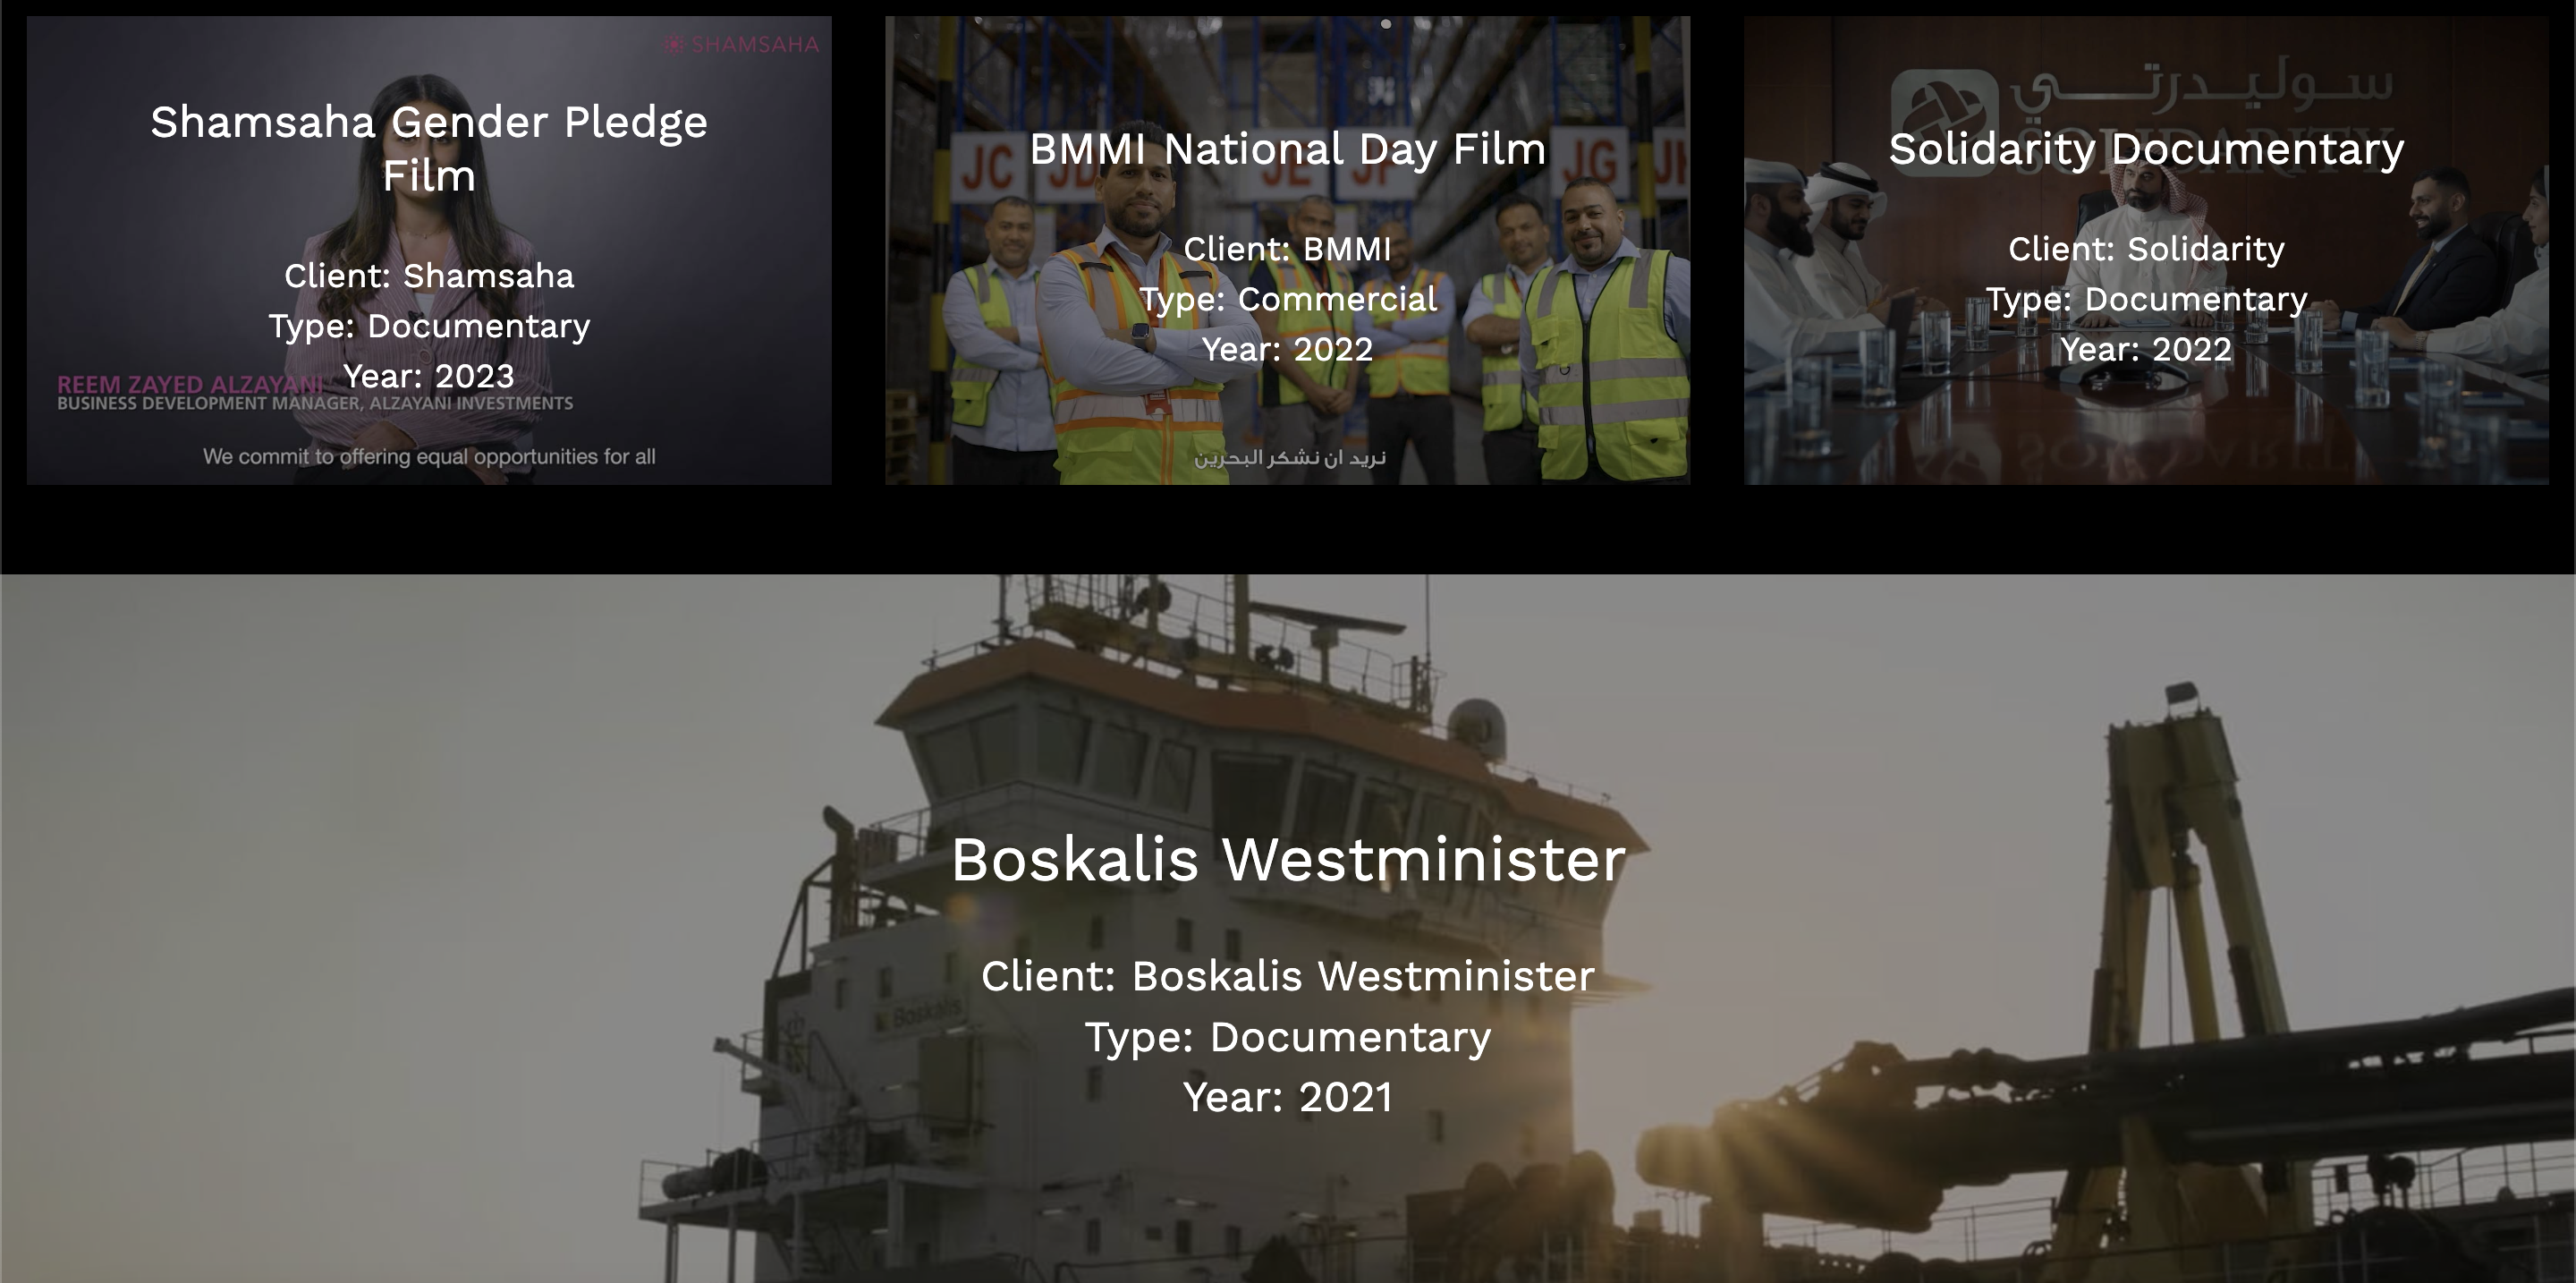 SHAMSAHA
Shamsaha Gender Pledge
Film
Client: Shamsaha
Type: Documentary
Year: 2023
REEM ZAYED ALZAYANI
BUSINESS DEVELOPMENT MANAGER, ALZAYANI INVESTMENTS
We commit to offering equal opportunities for all
JC JD JE JF JG JH
BMMI National Day Film
Client: BMMI
Type: Commercial
Year: 2022
نريد ان نشكر البحرين
سوليدرتي
SOLIDARITY
Solidarity Documentary
Client: Solidarity
Type: Documentary
Year: 2022
Boskalis Westminister
Client: Boskalis Westminister
Type: Documentary
Year: 2021
Boskalis